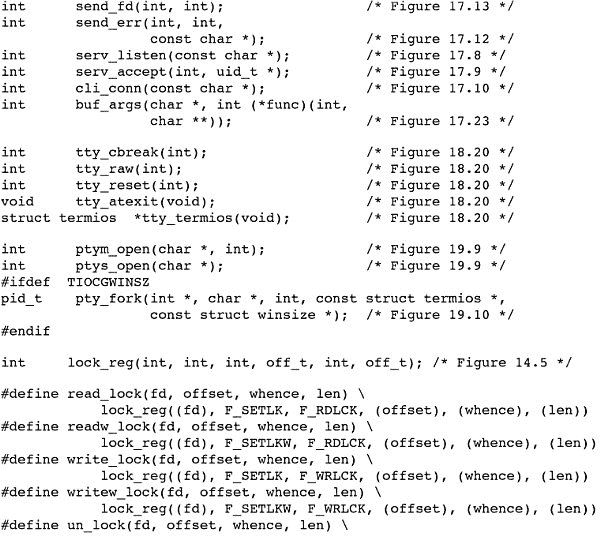 int      send_fd(int, int);                  /* Figure 17.13 */
int      send_err(int, int,
                  const char *);             /* Figure 17.12 */
int      serv_listen(const char *);          /* Figure 17.8 */
int      serv_accept(int, uid_t *);          /* Figure 17.9 */
int      cli_conn(const char *);             /* Figure 17.10 */
int      buf_args(char *, int (*func)(int,
                  char **));                 /* Figure 17.23 */
int      tty_cbreak(int);                    /* Figure 18.20 */
int      tty_raw(int);                       /* Figure 18.20 */
int      tty_reset(int);                     /* Figure 18.20 */
void     tty_atexit(void);                   /* Figure 18.20 */
struct termios  *tty_termios(void);          /* Figure 18.20 */
int      ptym_open(char *, int);             /* Figure 19.9 */
int      ptys_open(char *);                  /* Figure 19.9 */
#ifdef  TIOCGWINSZ
pid_t    pty_fork(int *, char *, int, const struct termios *,
                  const struct winsize *);  /* Figure 19.10 */
#endif
int     lock_reg(int, int, int, off_t, int, off_t); /* Figure 14.5 */
#define read_lock(fd, offset, whence, len) \
            lock_reg((fd), F_SETLK, F_RDLCK, (offset), (whence), (len))
#define readw_lock(fd, offset, whence, len) \
            lock_reg((fd), F_SETLKW, F_RDLCK, (offset), (whence), (len))
#define write_lock(fd, offset, whence, len) \
            lock_reg((fd), F_SETLK, F_WRLCK, (offset), (whence), (len))
#define writew_lock(fd, offset, whence, len) \
            lock_reg((fd), F_SETLKW, F_WRLCK, (offset), (whence), (len))
#define un_lock(fd, offset, whence, len) \